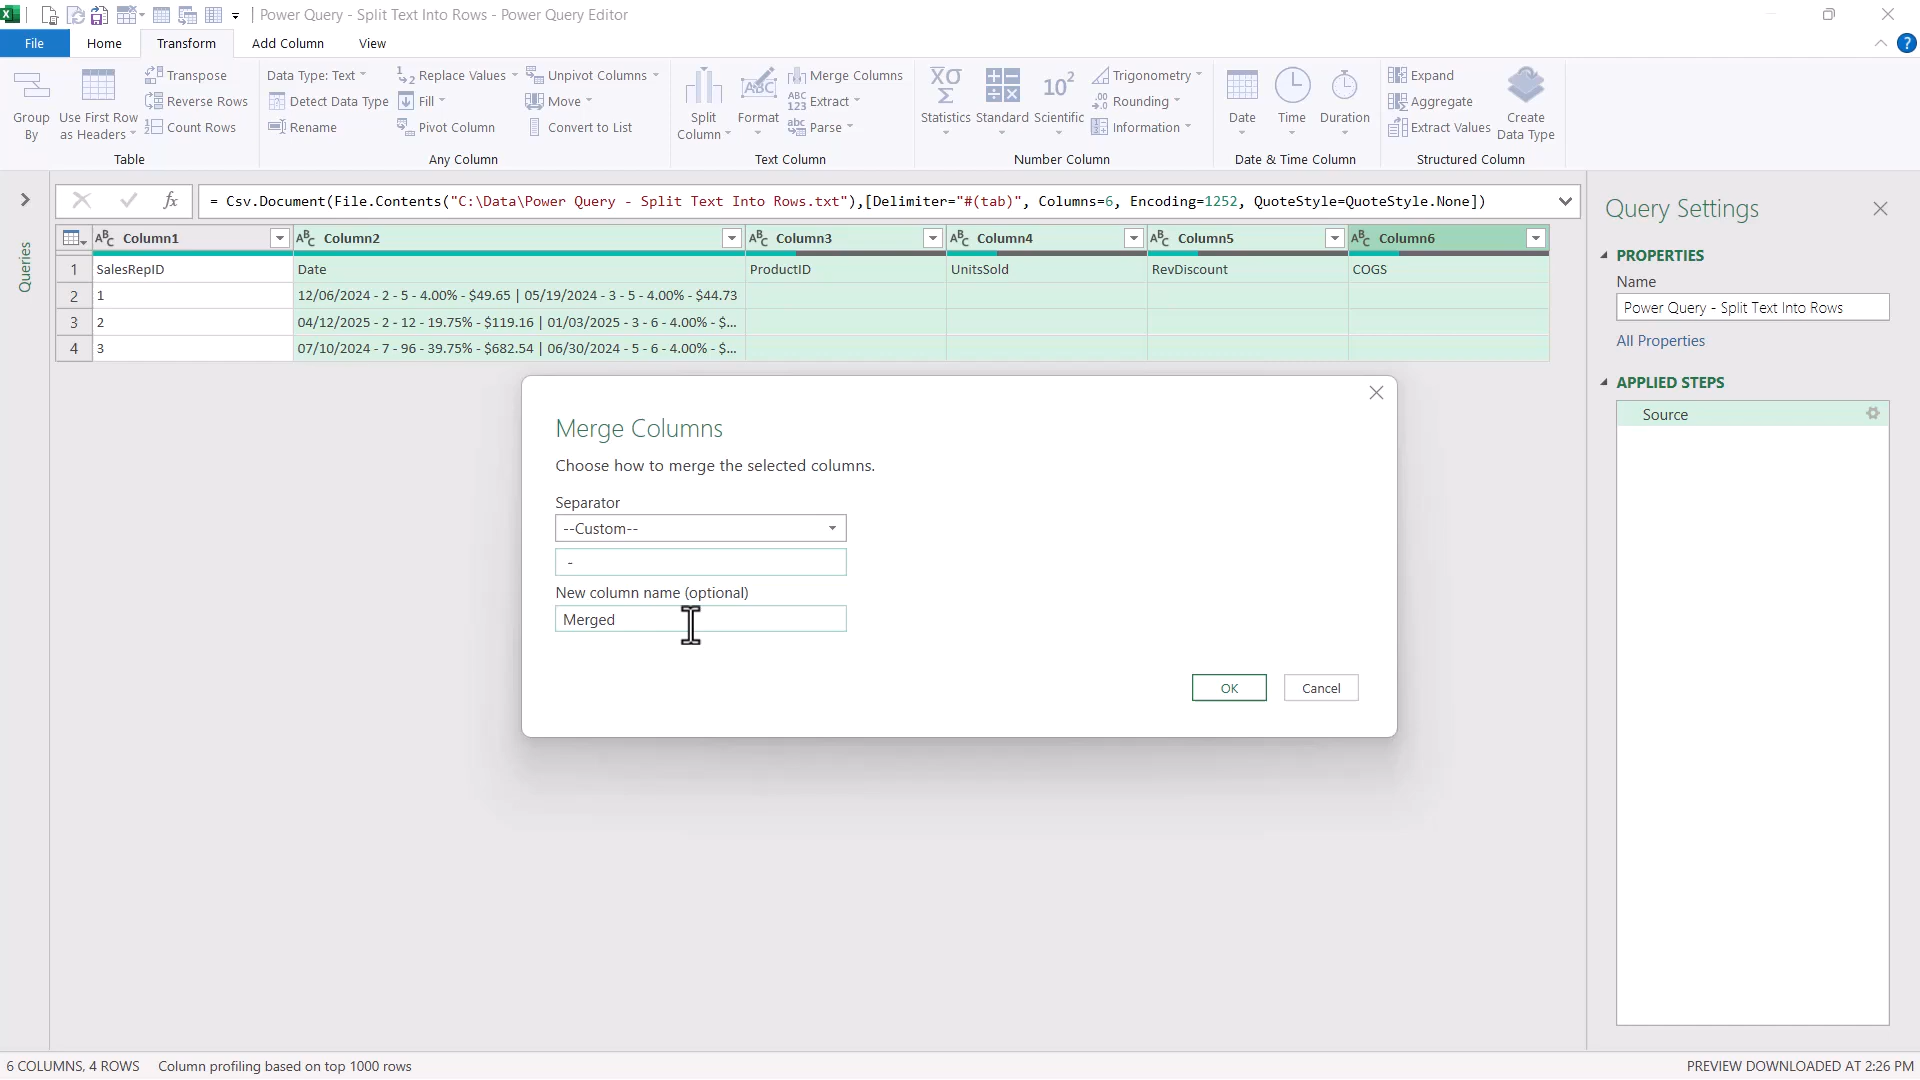 Power Query - Split Text Into Rows - Power Query Editor
File Home Transform Add Column View
Group By
Use First Row as Headers
Transpose
Reverse Rows
Count Rows
Table
Data Type: Text
Detect Data Type
Rename
Replace Values
Fill
Pivot Column
Unpivot Columns
Move
Convert to List
Any Column
Split Column
Format
Merge Columns
Extract
Parse
Text Column
Statistics
Standard
Scientific
Trigonometry
Rounding
Information
Number Column
Date
Time
Duration
Date & Time Column
Expand
Aggregate
Extract Values
Create Data Type
Structured Column
Queries
fx
= Csv.Document(File.Contents("C:\Data\Power Query - Split Text Into Rows.txt"),[Delimiter="#(tab)", Columns=6, Encoding=1252, QuoteStyle=QuoteStyle.None])
Column1 Column2 Column3 Column4 Column5 Column6
1 SalesRepID Date ProductID UnitsSold RevDiscount COGS
2 1 12/06/2024 - 2 - 5 - 4.00% - $49.65 | 05/19/2024 - 3 - 5 - 4.00% - $44.73
3 2 04/12/2025 - 2 - 12 - 19.75% - $119.16 | 01/03/2025 - 3 - 6 - 4.00% - $...
4 3 07/10/2024 - 7 - 96 - 39.75% - $682.54 | 06/30/2024 - 5 - 6 - 4.00% - $...
Merge Columns
Choose how to merge the selected columns.
Separator
--Custom--
-
New column name (optional)
Merged
OK Cancel
Query Settings
PROPERTIES
Name
Power Query - Split Text Into Rows
All Properties
APPLIED STEPS
Source
6 COLUMNS, 4 ROWS Column profiling based on top 1000 rows
PREVIEW DOWNLOADED AT 2:26 PM